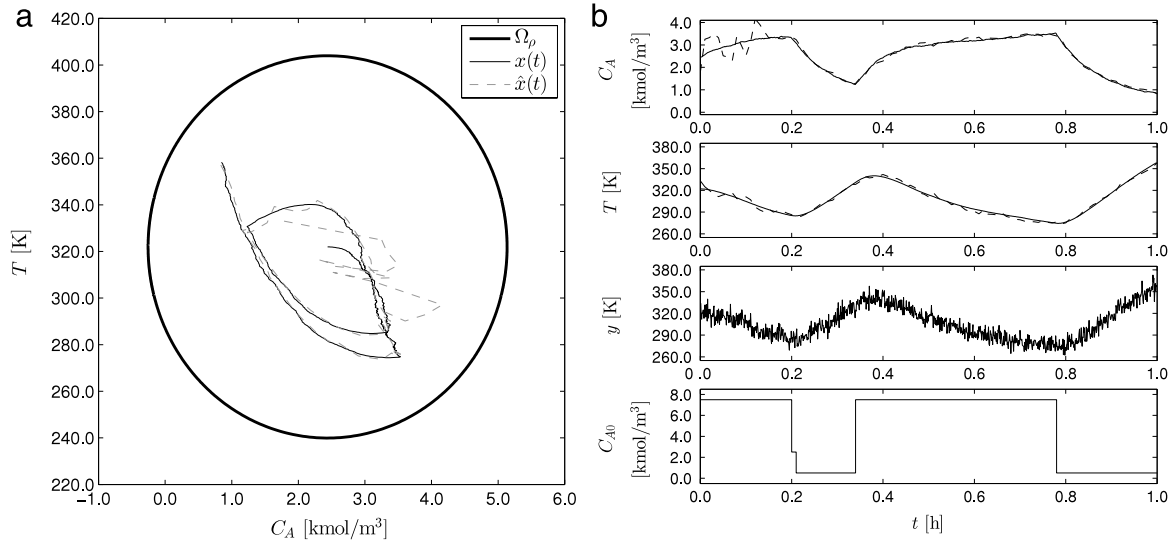 a
Ω_ρ
x(t)
x̂(t)
420.0
400.0
380.0
360.0
340.0
320.0
300.0
280.0
260.0
240.0
220.0
T [K]
−1.0 0.0 1.0 2.0 3.0 4.0 5.0 6.0
C_A [kmol/m³]
b
C_A
[kmol/m³]
4.0
3.0
2.0
1.0
0.0
0.0 0.2 0.4 0.6 0.8 1.0
T [K]
380.0
350.0
320.0
290.0
260.0
0.0 0.2 0.4 0.6 0.8 1.0
y [K]
380.0
350.0
320.0
290.0
260.0
0.0 0.2 0.4 0.6 0.8 1.0
C_A0
[kmol/m³]
8.0
6.0
4.0
2.0
0.0
0.0 0.2 0.4 0.6 0.8 1.0
t [h]